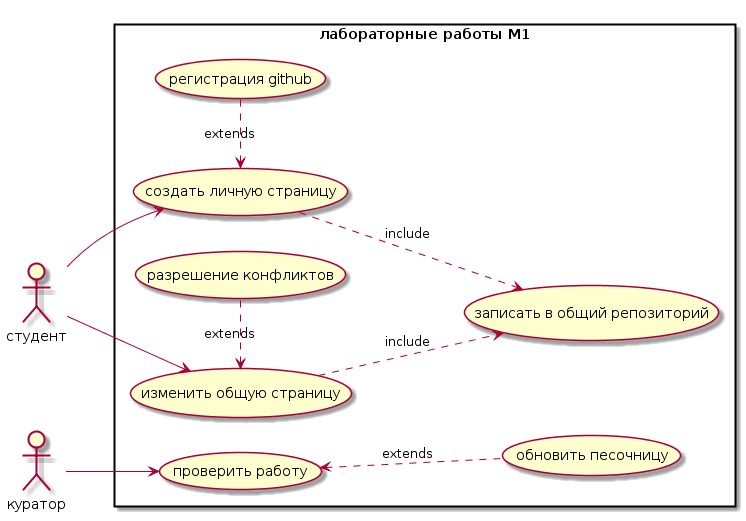 лабораторные работы М1
регистрация github
extends
создать личную страницу
include
разрешение конфликтов
записать в общий репозиторий
студент
extends
include
изменить общую страницу
extends
обновить песочницу
проверить работу
куратор